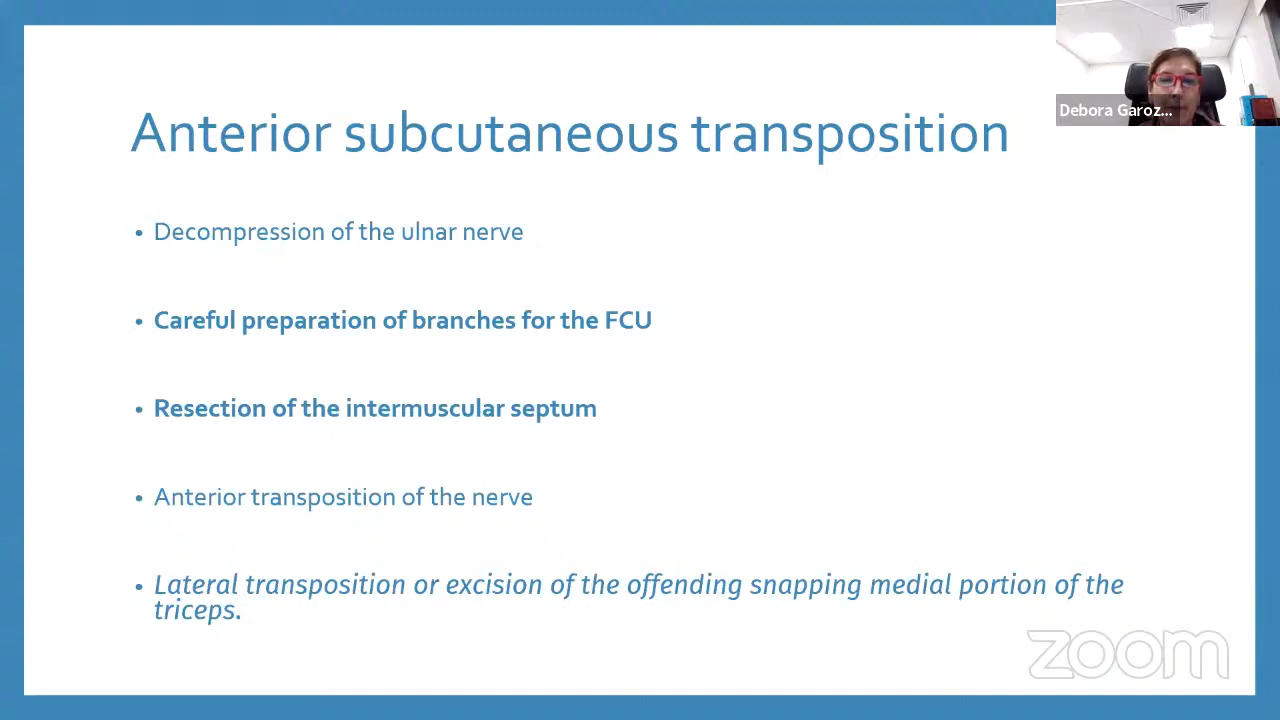 Anterior subcutaneous transposition
Debora Garoz...
• Decompression of the ulnar nerve
• Careful preparation of branches for the FCU
• Resection of the intermuscular septum
• Anterior transposition of the nerve
• Lateral transposition or excision of the offending snapping medial portion of the
triceps.
zoom